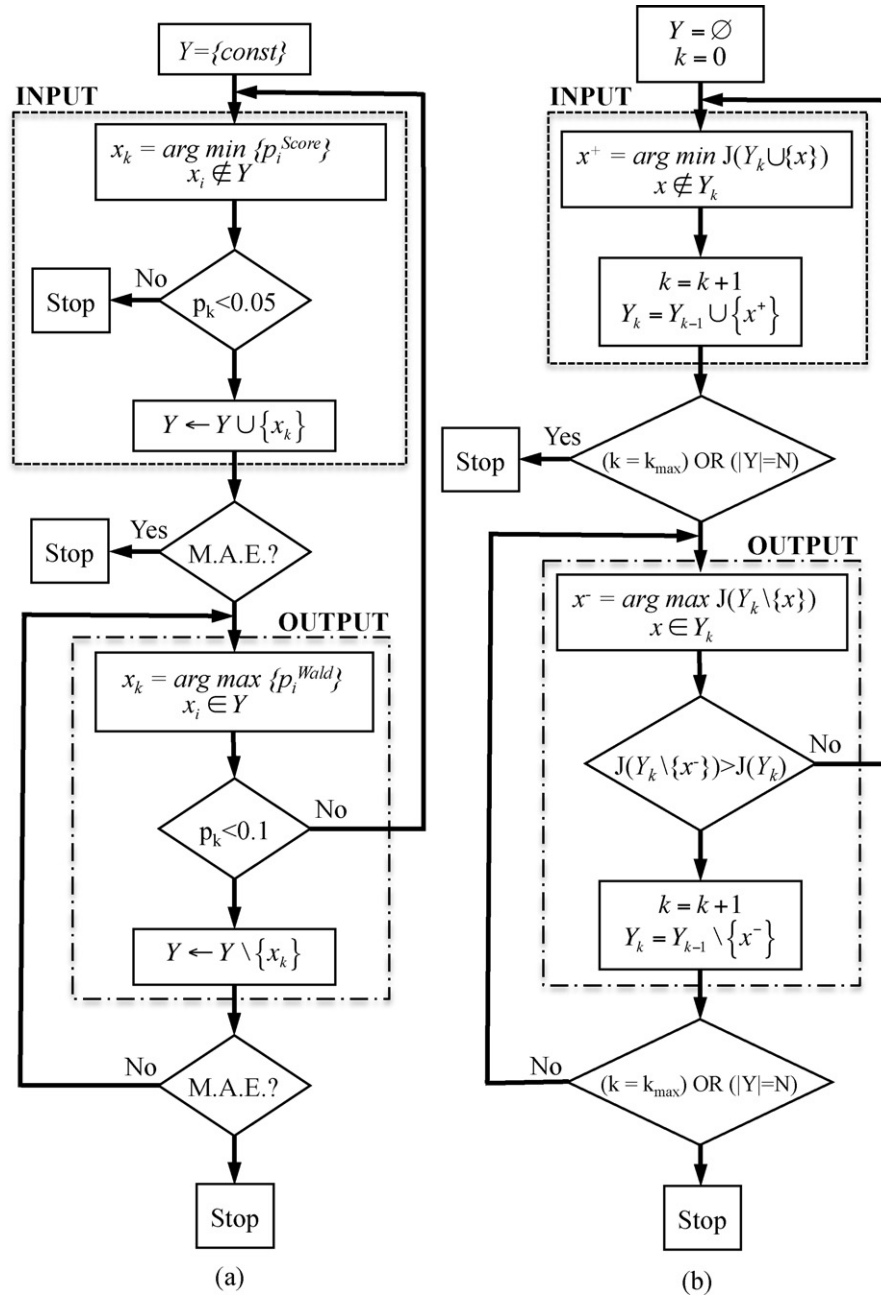 Y={const}
INPUT
x_k = arg min {p_i^Score}
x_i ∉ Y
No
Stop
p_k<0.05
Y ← Y ∪ {x_k}
Yes
Stop
M.A.E.?
OUTPUT
x_k = arg max {p_i^Wald}
x_i ∈ Y
p_k<0.1
No
Y ← Y \ {x_k}
No
M.A.E.?
Stop
(a)
Y = ∅
k = 0
INPUT
x^+ = arg min J(Y_k∪{x})
x ∉ Y_k
k = k + 1
Y_k = Y_{k-1} ∪ {x^+}
Yes
Stop
(k = k_max) OR (|Y|=N)
OUTPUT
x^- = arg max J(Y_k\{x})
x ∈ Y_k
J(Y_k\{x^-})>J(Y_k)
No
k = k + 1
Y_k = Y_{k-1} \ {x^-}
No
(k = k_max) OR (|Y|=N)
Stop
(b)